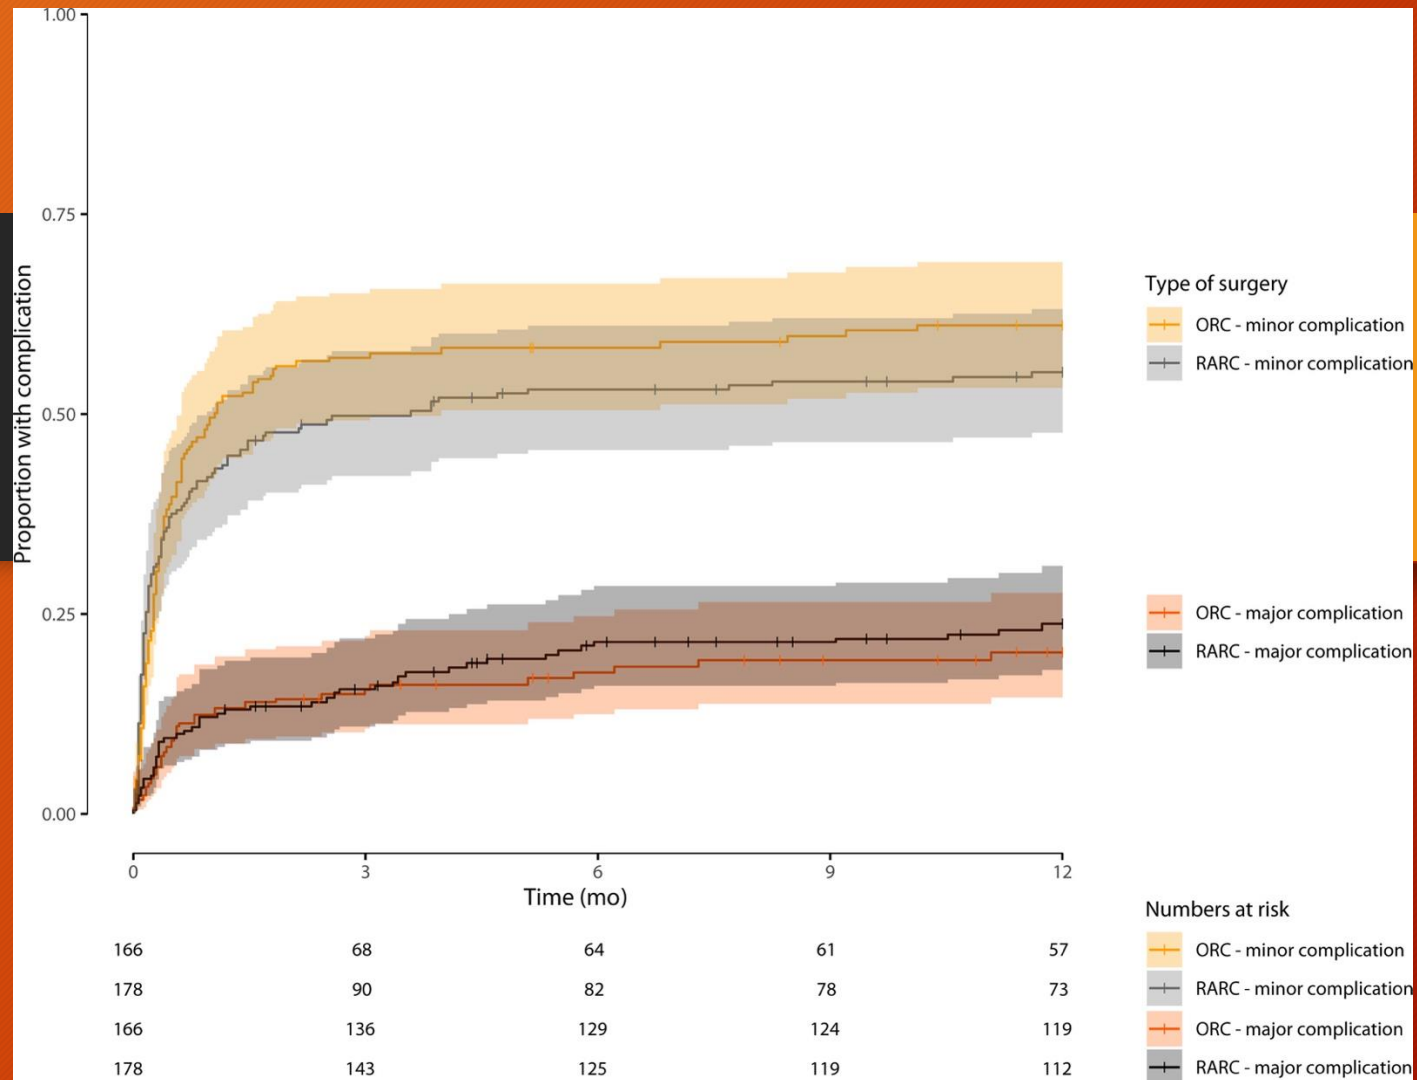 1.00
0.75
0.50
0.25
0.00
Proportion with complication
0 3 6 9 12
Time (mo)
Type of surgery
ORC - minor complication
RARC - minor complication
ORC - major complication
RARC - major complication
Numbers at risk
166 68 64 61 57 ORC - minor complication
178 90 82 78 73 RARC - minor complication
166 136 129 124 119 ORC - major complication
178 143 125 119 112 RARC - major complication